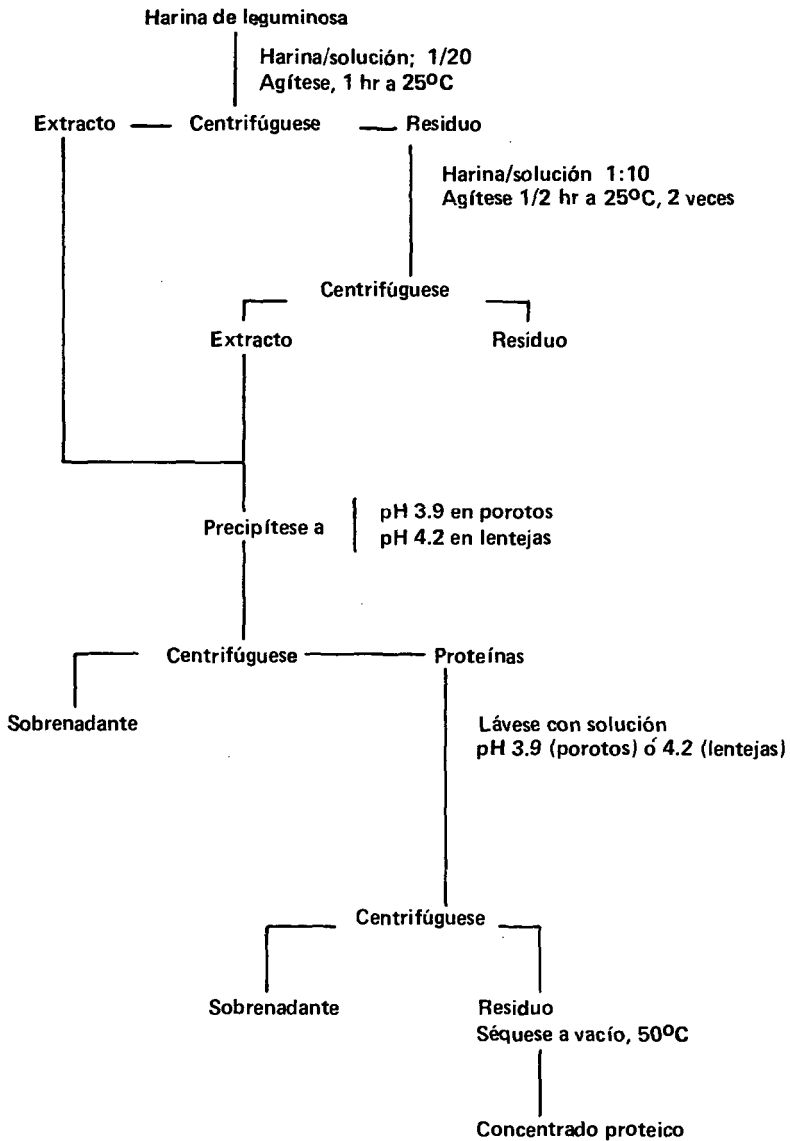 Harina de leguminosa
Harina/solución; 1/20
Agítese, 1 hr a 25ºC
Extracto
Centrifúguese
Residuo
Harina/solución 1:10
Agítese 1/2 hr a 25ºC, 2 veces
Centrifúguese
Extracto
Residuo
Precipítese a
pH 3.9 en porotos
pH 4.2 en lentejas
Centrifúguese
Proteínas
Sobrenadante
Lávese con solución
pH 3.9 (porotos) ó 4.2 (lentejas)
Centrifúguese
Sobrenadante
Residuo
Séquese a vacío, 50ºC
Concentrado proteico